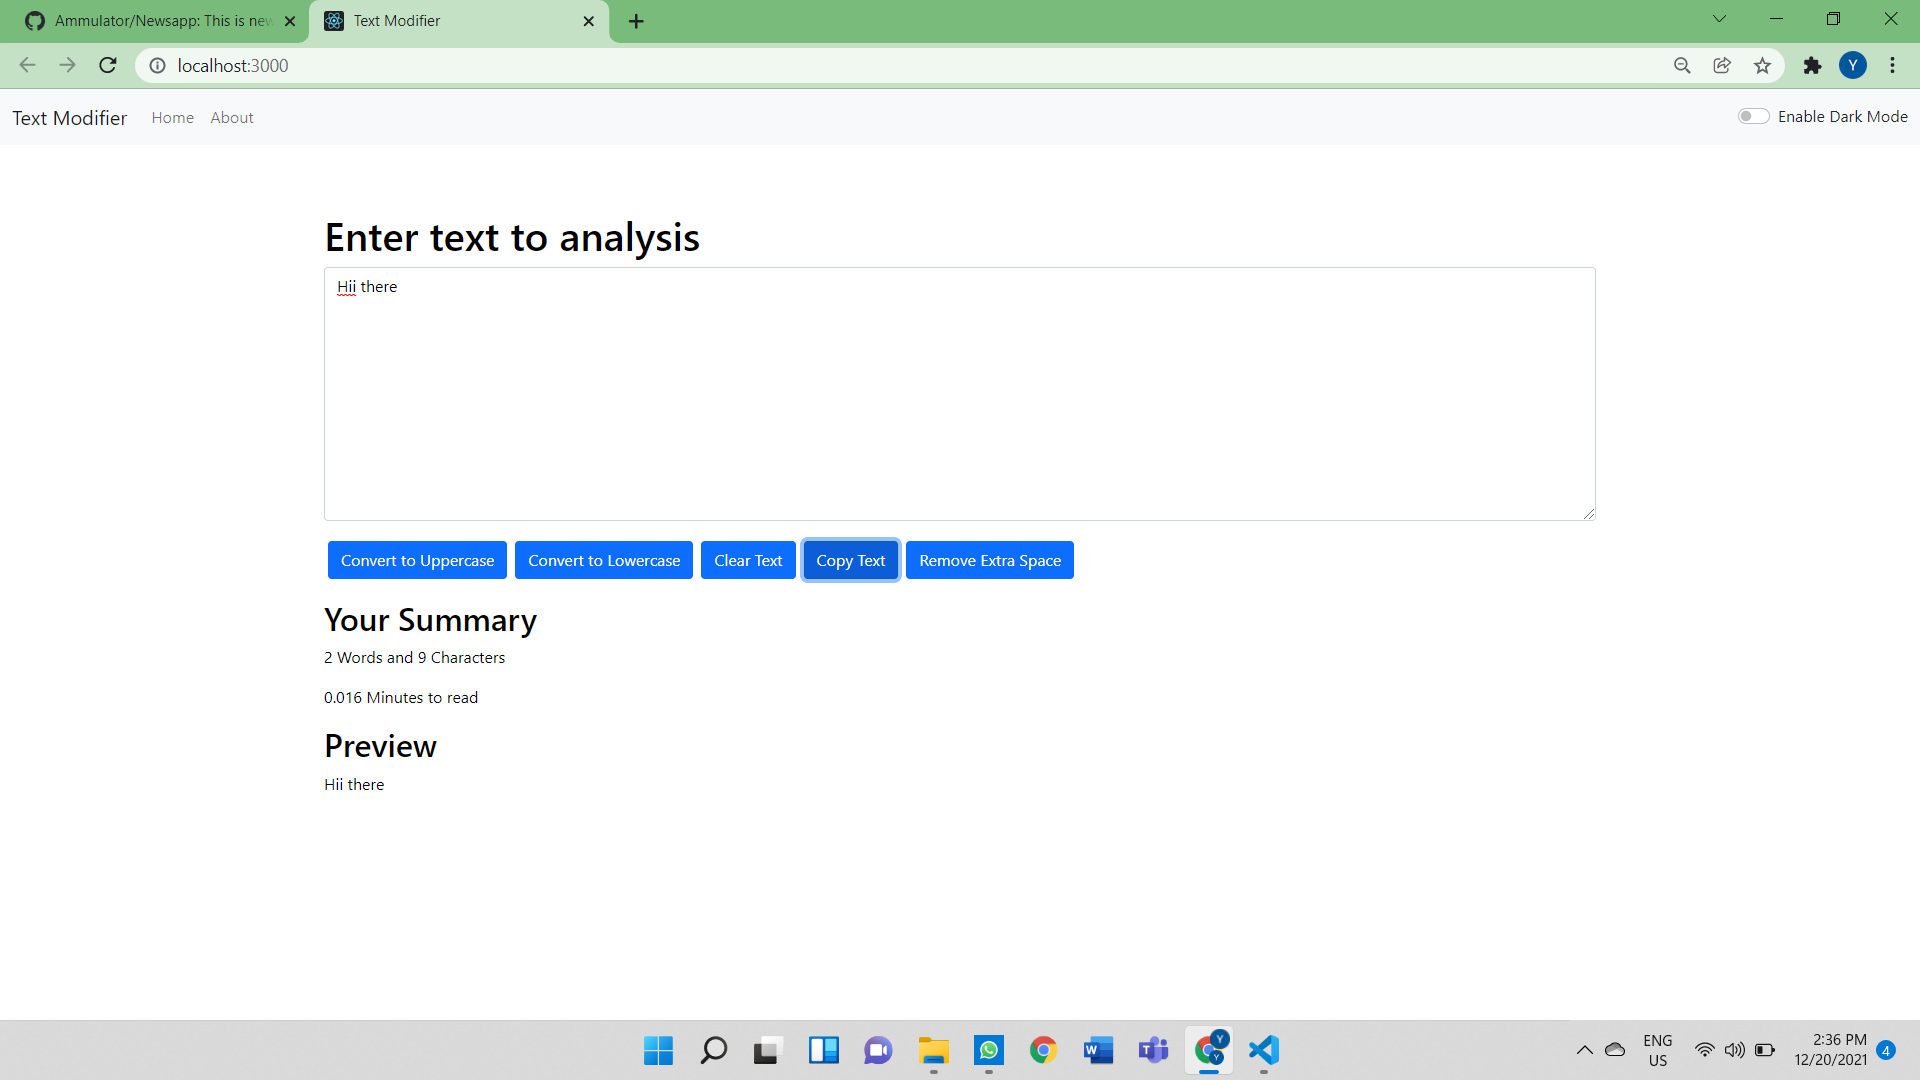 Ammulator/Newsapp: This is new
Text Modifier
localhost:3000
Y
Text Modifier
Home
About
Enable Dark Mode
Enter text to analysis
Hii there
Convert to Uppercase
Convert to Lowercase
Clear Text
Copy Text
Remove Extra Space
Your Summary
2 Words and 9 Characters
0.016 Minutes to read
Preview
Hii there
W
T
Y
Y
ENG
US
2:36 PM
12/20/2021
4